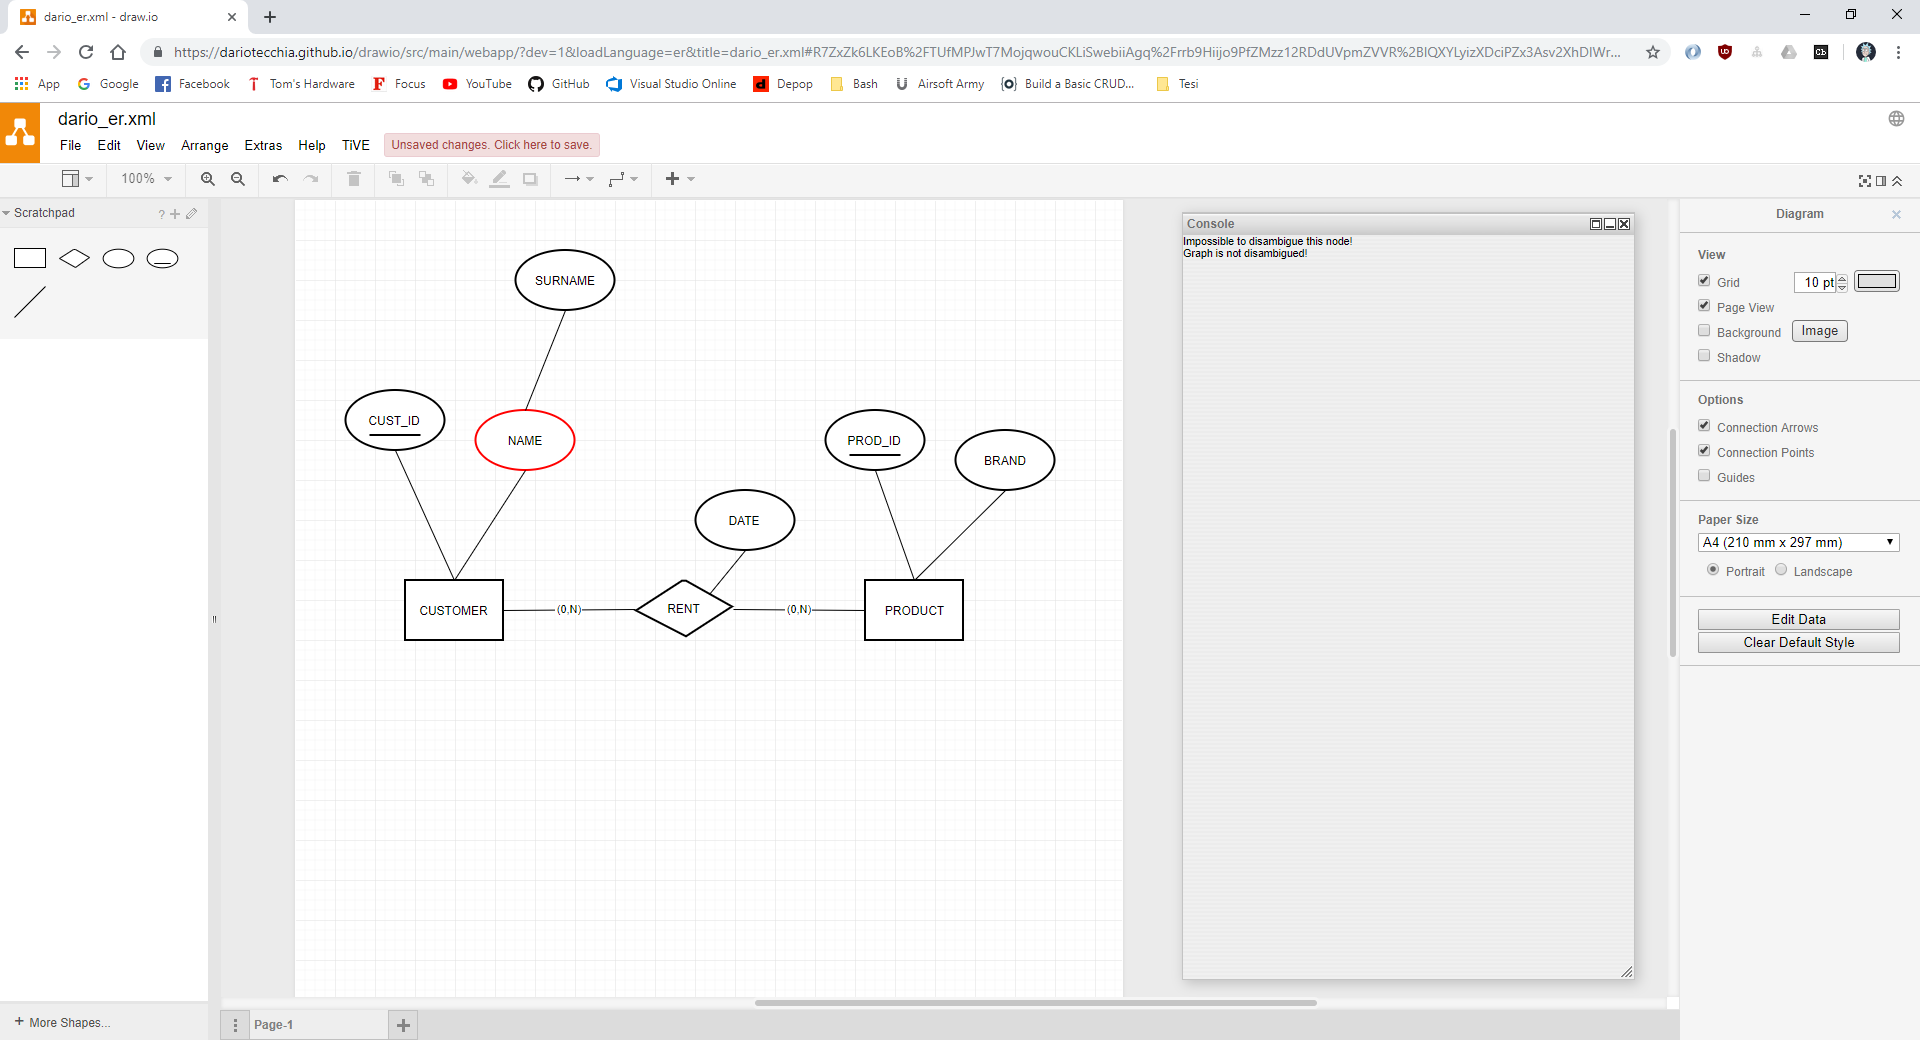 dario_er.xml - draw.io
https://dariotecchia.github.io/drawio/src/main/webapp/?dev=1&loadLanguage=er&title=dario_er.xml#R7ZxZk6LKEoB%2FTUfMPJwT7MojqwouCKLiSwebiiAgq%2Frrb9Hiijo9PfZMzz12RDdUVpmZVVVR%2BIQXYLyizXDciPZx3Asv2XhDIWr...
App
Google
Facebook
Tom's Hardware
Focus
YouTube
GitHub
Visual Studio Online
Depop
Bash
Airsoft Army
Build a Basic CRUD...
Tesi
dario_er.xml
File Edit View Arrange Extras Help TiVE Unsaved changes. Click here to save.
100%
Scratchpad
?
Console
Impossible to disambigue this node!
Graph is not disambigued!
SURNAME
CUST_ID
NAME
PROD_ID
BRAND
DATE
CUSTOMER
(0,N)
RENT
(0,N)
PRODUCT
Diagram
View
Grid
10 pt
Page View
Background
Image
Shadow
Options
Connection Arrows
Connection Points
Guides
Paper Size
A4 (210 mm x 297 mm)
Portrait
Landscape
Edit Data
Clear Default Style
More Shapes...
Page-1